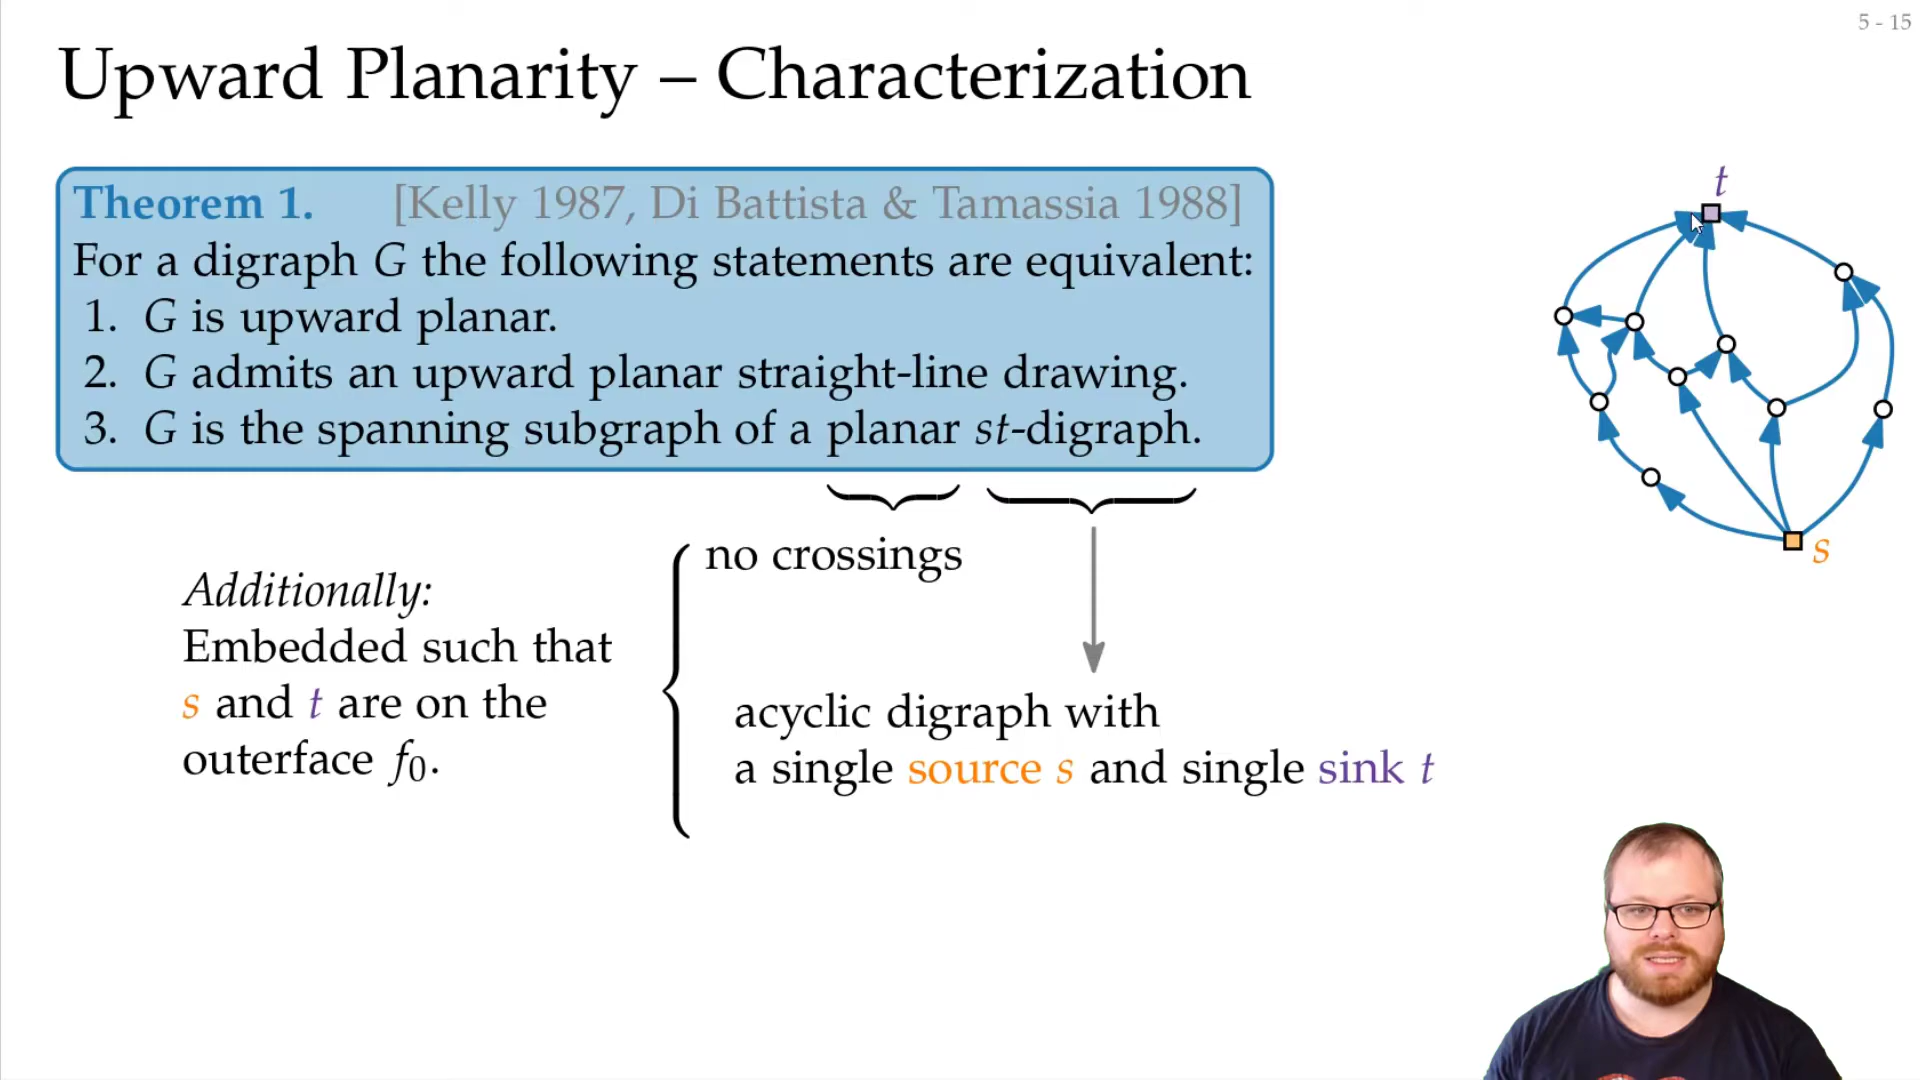 5 - 15
Upward Planarity – Characterization
Theorem 1. [Kelly 1987, Di Battista & Tamassia 1988]
For a digraph G the following statements are equivalent:
1. G is upward planar.
2. G admits an upward planar straight-line drawing.
3. G is the spanning subgraph of a planar st-digraph.
no crossings
Additionally:
Embedded such that
s and t are on the
outerface f0.
acyclic digraph with
a single source s and single sink t
t
s